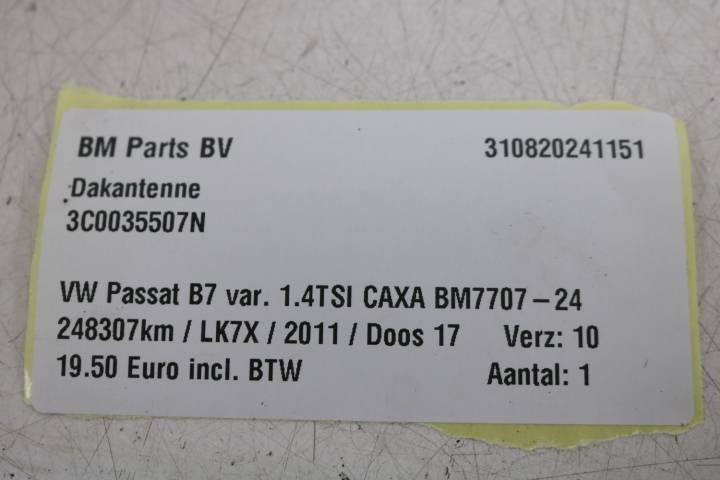 BM Parts BV 310820241151
Dakantenne
3C0035507N
VW Passat B7 var. 1.4TSI CAXA BM7707-24
248307km / LK7X / 2011 / Doos 17 Verz: 10
19.50 Euro incl. BTW Aantal: 1